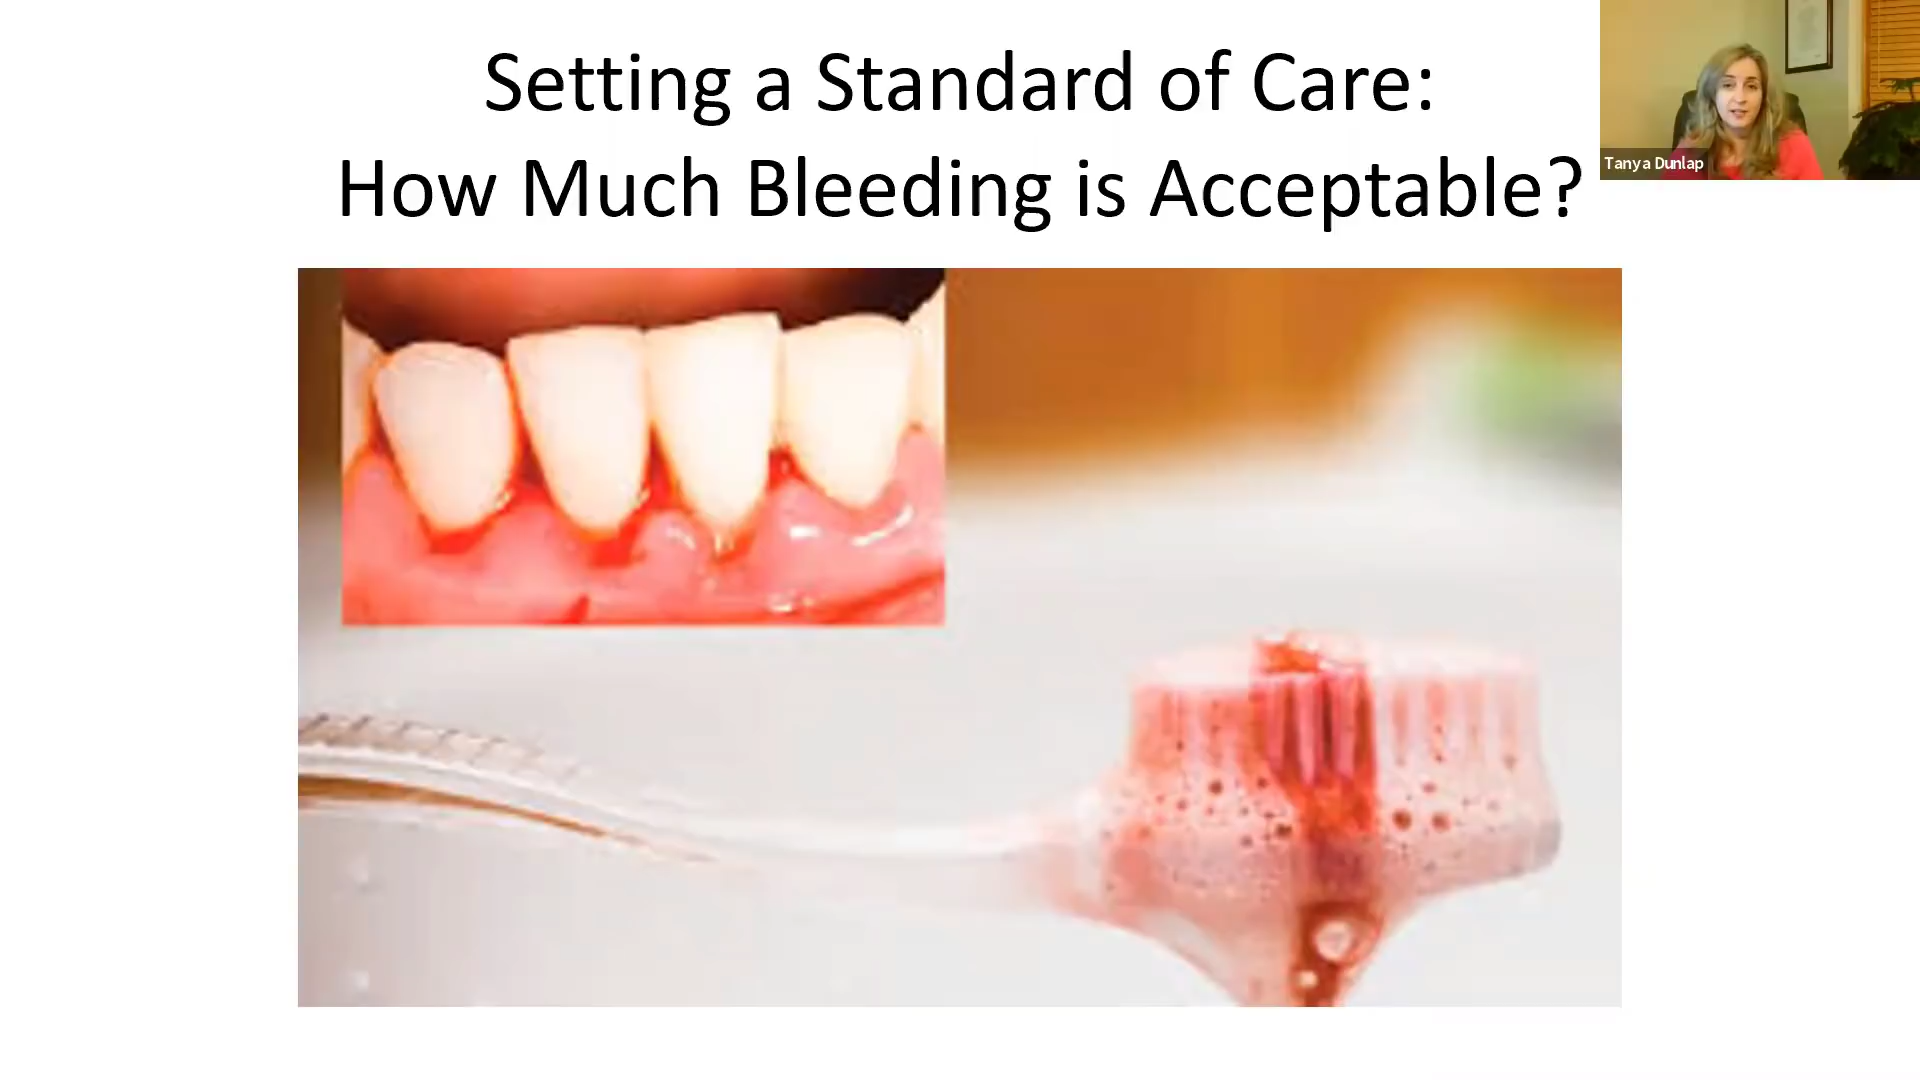 Setting a Standard of Care:
How Much Bleeding is Acceptable?
Tanya Dunlap